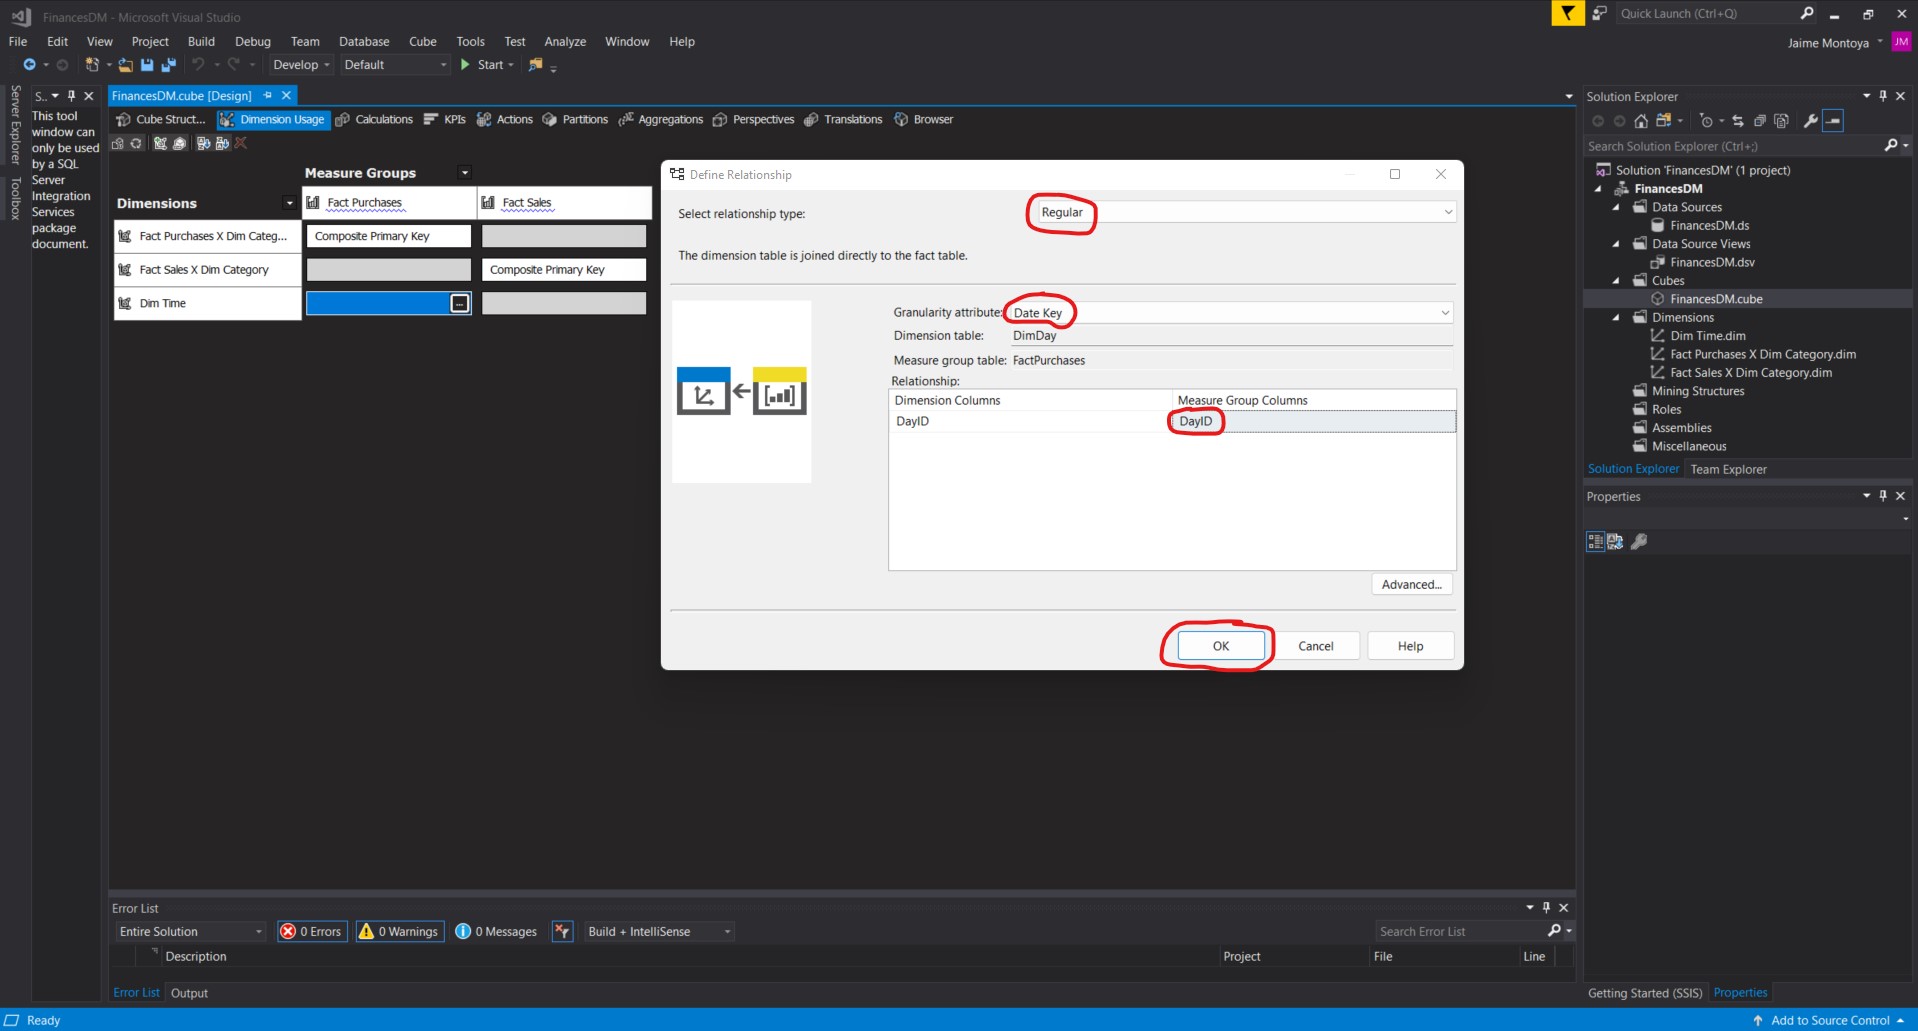 FinancesDM - Microsoft Visual Studio
Quick Launch (Ctrl+Q)
File Edit View Project Build Debug Team Database Cube Tools Test Analyze Window Help
Jaime Montoya JM
Develop Default Start
Server Explorer
Toolbox
S..
This tool
window can
only be used
by a SQL
Server
Integration
Services
package
document.
FinancesDM.cube [Design]
Cube Struct... Dimension Usage Calculations KPIs Actions Partitions Aggregations Perspectives Translations Browser
Measure Groups
Dimensions
Fact Purchases Fact Sales
Fact Purchases X Dim Categ... Composite Primary Key
Fact Sales X Dim Category Composite Primary Key
Dim Time ...
Define Relationship
Select relationship type: Regular
The dimension table is joined directly to the fact table.
Granularity attribute: Date Key
Dimension table: DimDay
Measure group table: FactPurchases
Relationship:
Dimension Columns Measure Group Columns
DayID DayID
Advanced...
OK Cancel Help
Solution Explorer
Search Solution Explorer (Ctrl+;)
Solution 'FinancesDM' (1 project)
FinancesDM
Data Sources
FinancesDM.ds
Data Source Views
FinancesDM.dsv
Cubes
FinancesDM.cube
Dimensions
Dim Time.dim
Fact Purchases X Dim Category.dim
Fact Sales X Dim Category.dim
Mining Structures
Roles
Assemblies
Miscellaneous
Solution Explorer Team Explorer
Properties
Error List
Entire Solution 0 Errors 0 Warnings 0 Messages Build + IntelliSense Search Error List
Description Project File Line
Error List Output
Getting Started (SSIS) Properties
Ready Add to Source Control